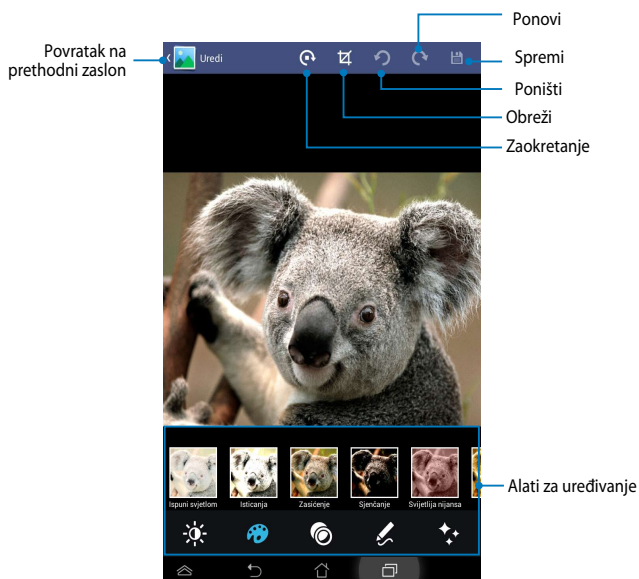 Ponovi
Povratak na
prethodni zaslon
Uredi
Spremi
Poništi
Obreži
Zaokretanje
Ispuni svjetlom
Isticanja
Zasićenje
Sjenčanje
Svijetlija nijansa
Alati za uređivanje